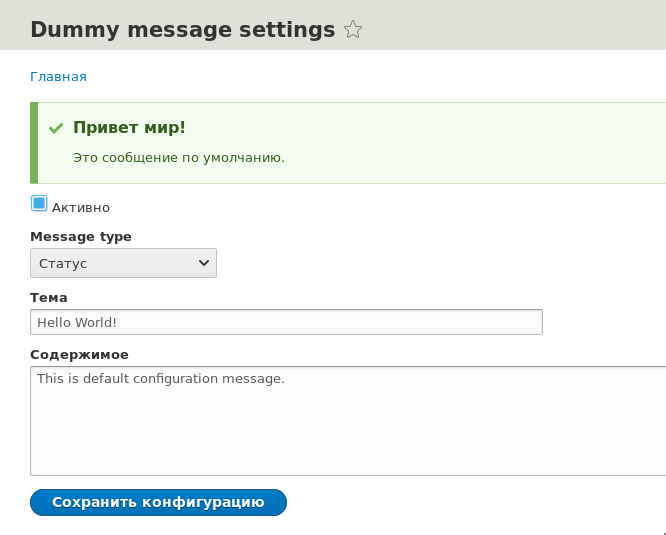 Dummy message settings
Главная
Привет мир!
Это сообщение по умолчанию.
Активно
Message type
Статус
Тема
Hello World!
Содержимое
This is default configuration message.
Сохранить конфигурацию